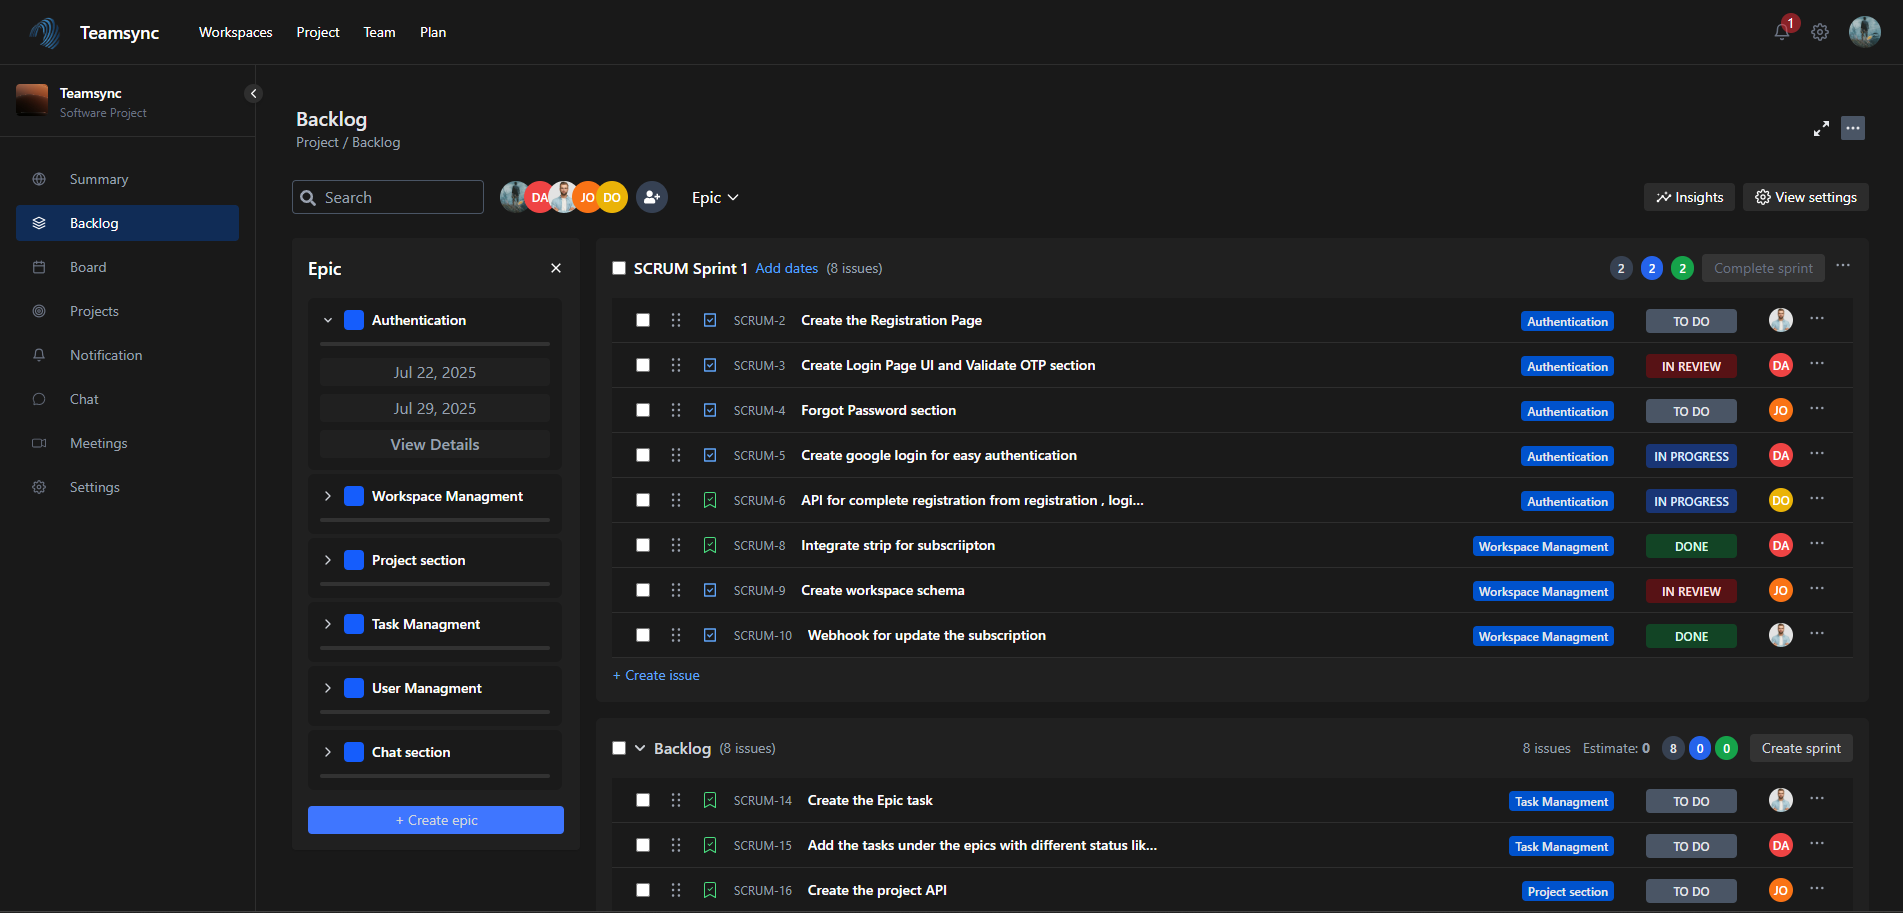 Teamsync Workspaces Project Team Plan 1
Teamsync
Software Project
Summary
Backlog
Board
Projects
Notification
Chat
Meetings
Settings
Backlog
Project / Backlog
Search DA JO DO Epic Insights View settings
Epic
Authentication
Jul 22, 2025
Jul 29, 2025
View Details
Workspace Managment
Project section
Task Managment
User Managment
Chat section
+ Create epic
SCRUM Sprint 1 Add dates (8 issues) 2 2 2 Complete sprint
SCRUM-2 Create the Registration Page Authentication TO DO
SCRUM-3 Create Login Page UI and Validate OTP section Authentication IN REVIEW DA
SCRUM-4 Forgot Password section Authentication TO DO JO
SCRUM-5 Create google login for easy authentication Authentication IN PROGRESS DA
SCRUM-6 API for complete registration from registration , logi... Authentication IN PROGRESS DO
SCRUM-8 Integrate strip for subscriipton Workspace Managment DONE DA
SCRUM-9 Create workspace schema Workspace Managment IN REVIEW JO
SCRUM-10 Webhook for update the subscription Workspace Managment DONE
+ Create issue
Backlog (8 issues) 8 issues Estimate: 0 8 0 0 Create sprint
SCRUM-14 Create the Epic task Task Managment TO DO
SCRUM-15 Add the tasks under the epics with different status lik... Task Managment TO DO DA
SCRUM-16 Create the project API Project section TO DO JO